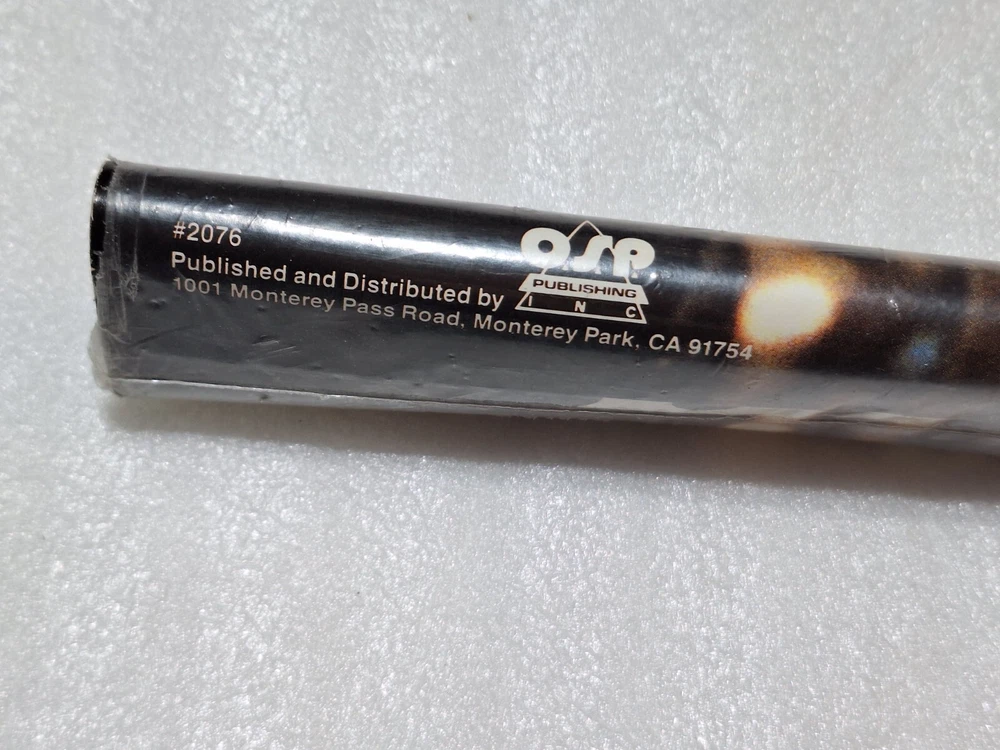 #2076
Published and Distributed by
OSP
PUBLISHING
INC
1001 Monterey Pass Road, Monterey Park, CA 91754